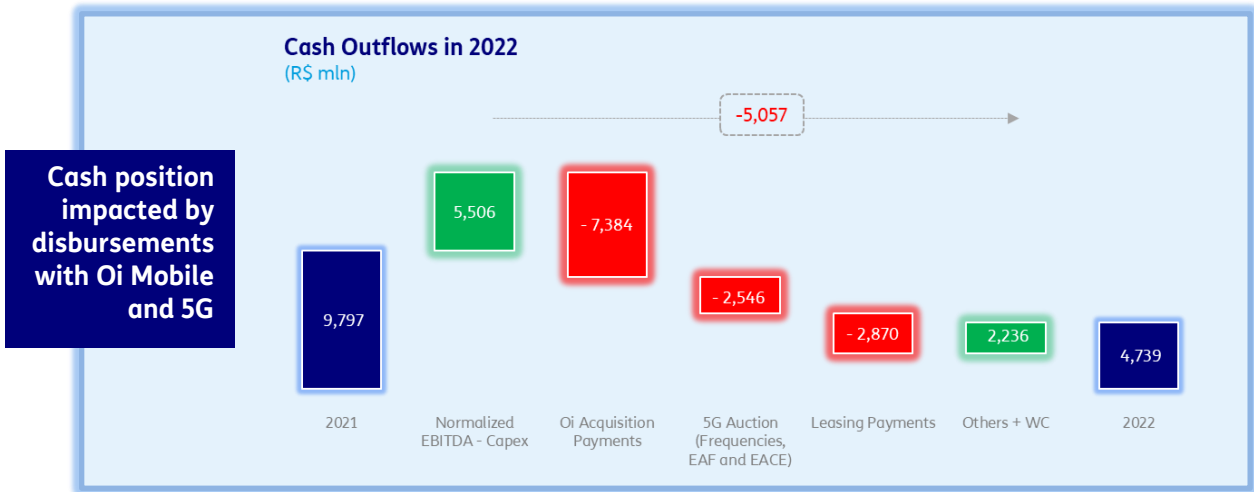 Cash Outflows in 2022
(R$ mln)
-5,057
Cash position
impacted by
disbursements
with Oi Mobile
and 5G
9,797
5,506
- 7,384
- 2,546
- 2,870
2,236
4,739
2021
Normalized
EBITDA - Capex
Oi Acquisition
Payments
5G Auction
(Frequencies,
EAF and EACE)
Leasing Payments
Others + WC
2022